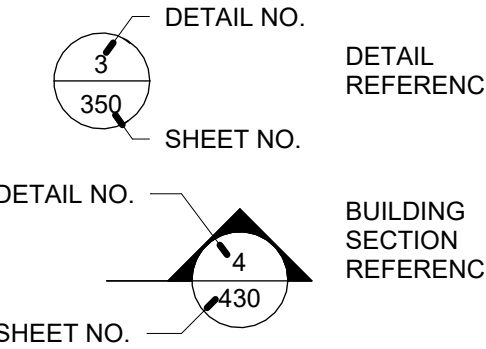 DETAIL NO.
3
350
SHEET NO.
DETAIL
REFERENC
DETAIL NO.
4
430
SHEET NO.
BUILDING
SECTION
REFERENC